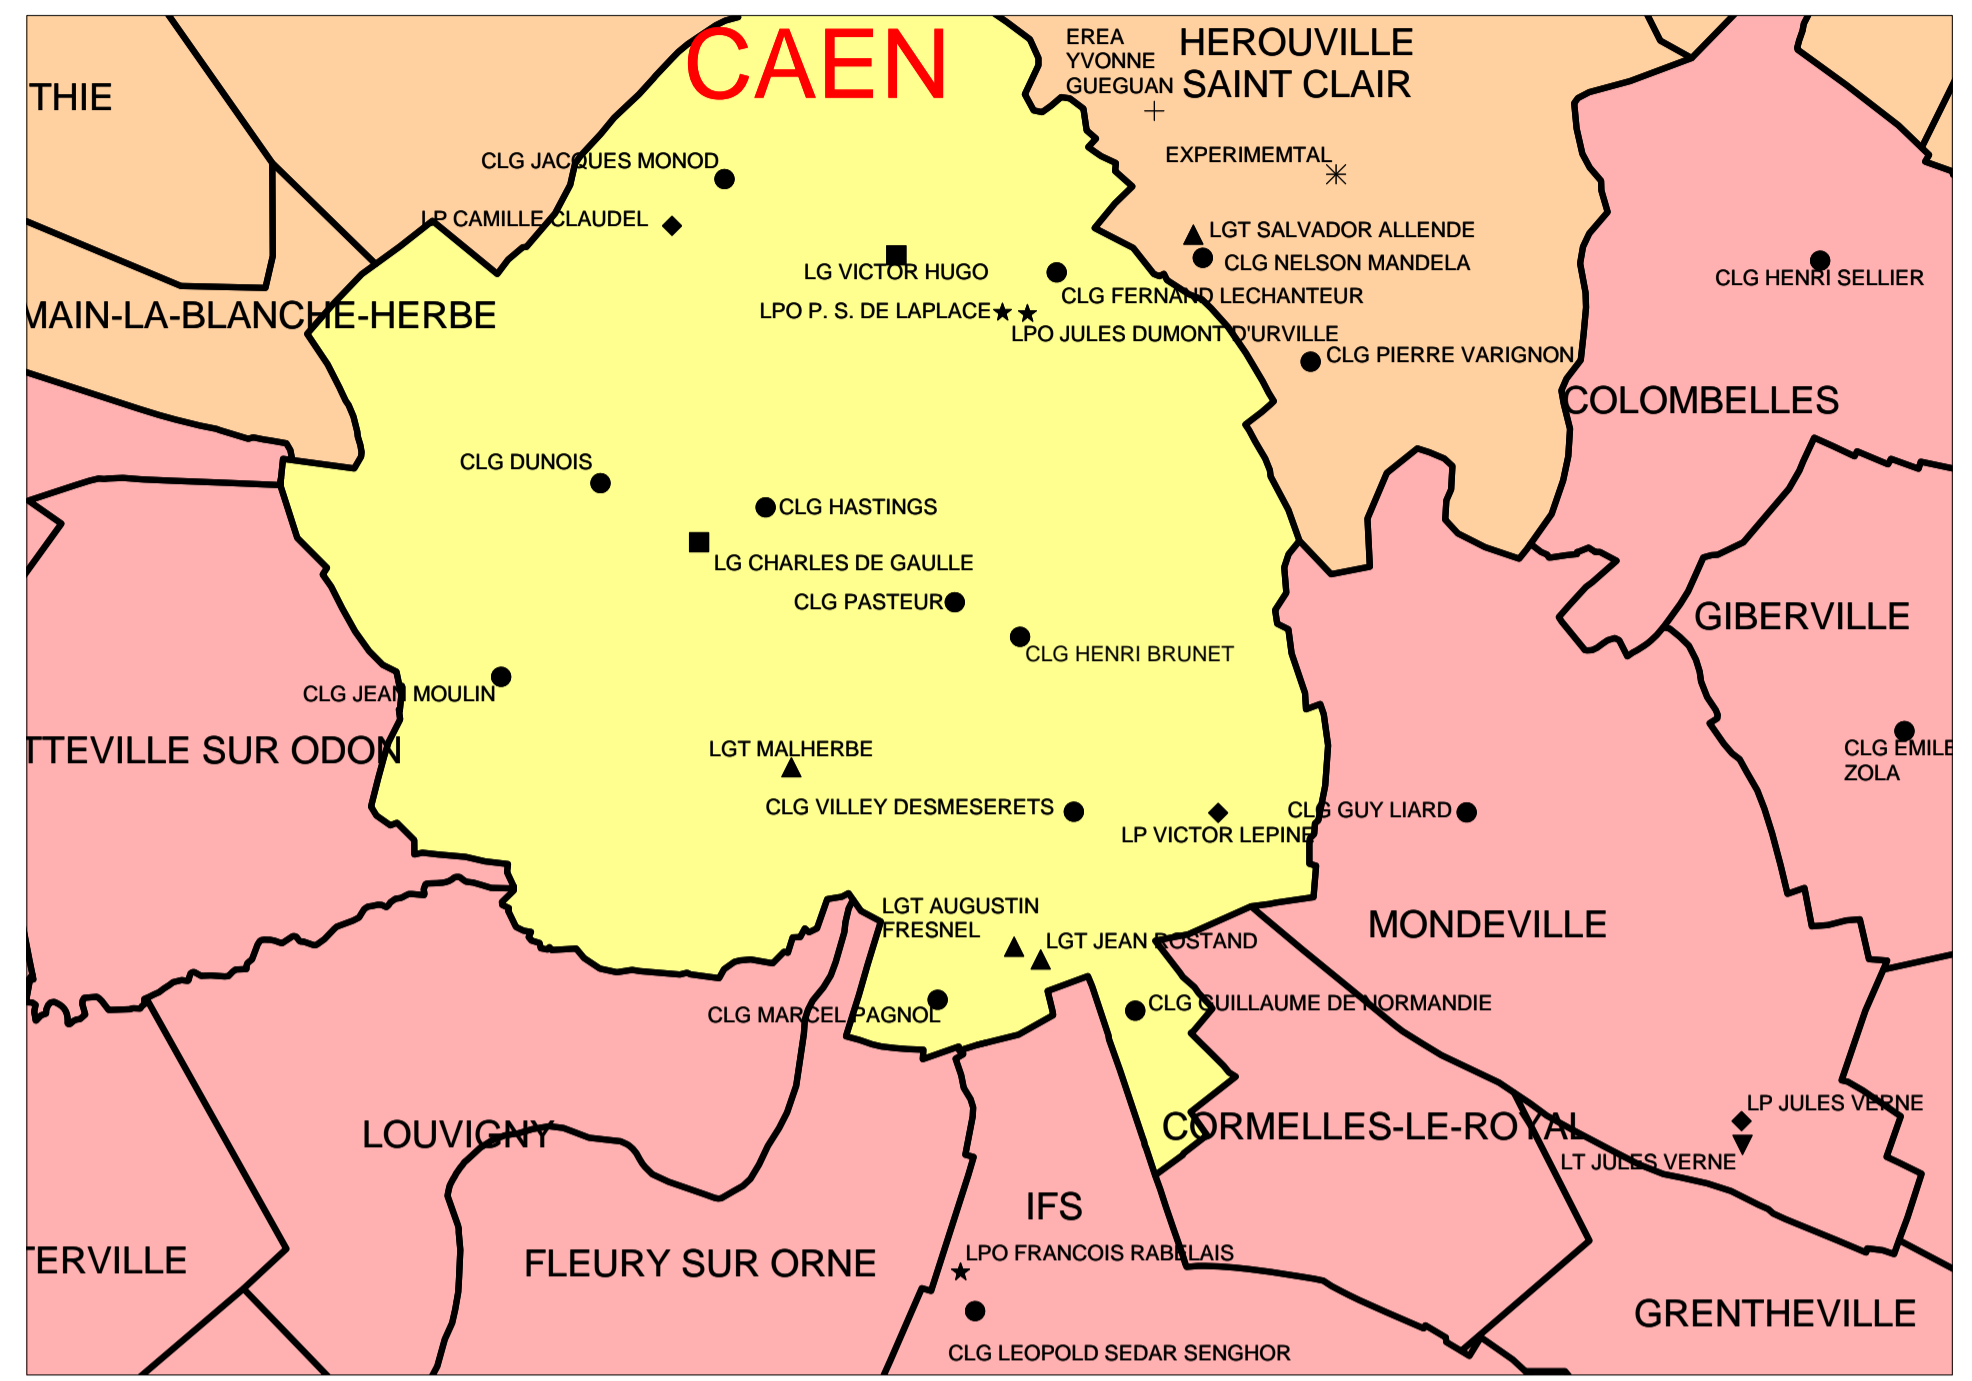 CAEN
EREA
YVONNE
GUEGUAN
HEROUVILLE
SAINT CLAIR
THIE
CLG JACQUES MONOD
EXPERIMEMTAL
LP CAMILLE CLAUDEL
LGT SALVADOR ALLENDE
CLG NELSON MANDELA
LG VICTOR HUGO
CLG HENRI SELLIER
CLG FERNAND LECHANTEUR
MAIN-LA-BLANCHE-HERBE
LPO P. S. DE LAPLACE
LPO JULES DUMONT D'URVILLE
CLG PIERRE VARIGNON
COLOMBELLES
CLG DUNOIS
CLG HASTINGS
LG CHARLES DE GAULLE
CLG PASTEUR
GIBERVILLE
CLG HENRI BRUNET
CLG JEAN MOULIN
TTEVILLE SUR ODON
LGT MALHERBE
CLG EMILE
ZOLA
CLG VILLEY DESMESERETS
CLG GUY LIARD
LP VICTOR LEPINE
LGT AUGUSTIN
FRESNEL
MONDEVILLE
LGT JEAN ROSTAND
CLG GUILLAUME DE NORMANDIE
CLG MARCEL PAGNOL
LP JULES VERNE
CORMELLES-LE-ROYAL
LOUVIGNY
LT JULES VERNE
IFS
LPO FRANCOIS RABELAIS
TERVILLE
FLEURY SUR ORNE
GRENTHEVILLE
CLG LEOPOLD SEDAR SENGHOR